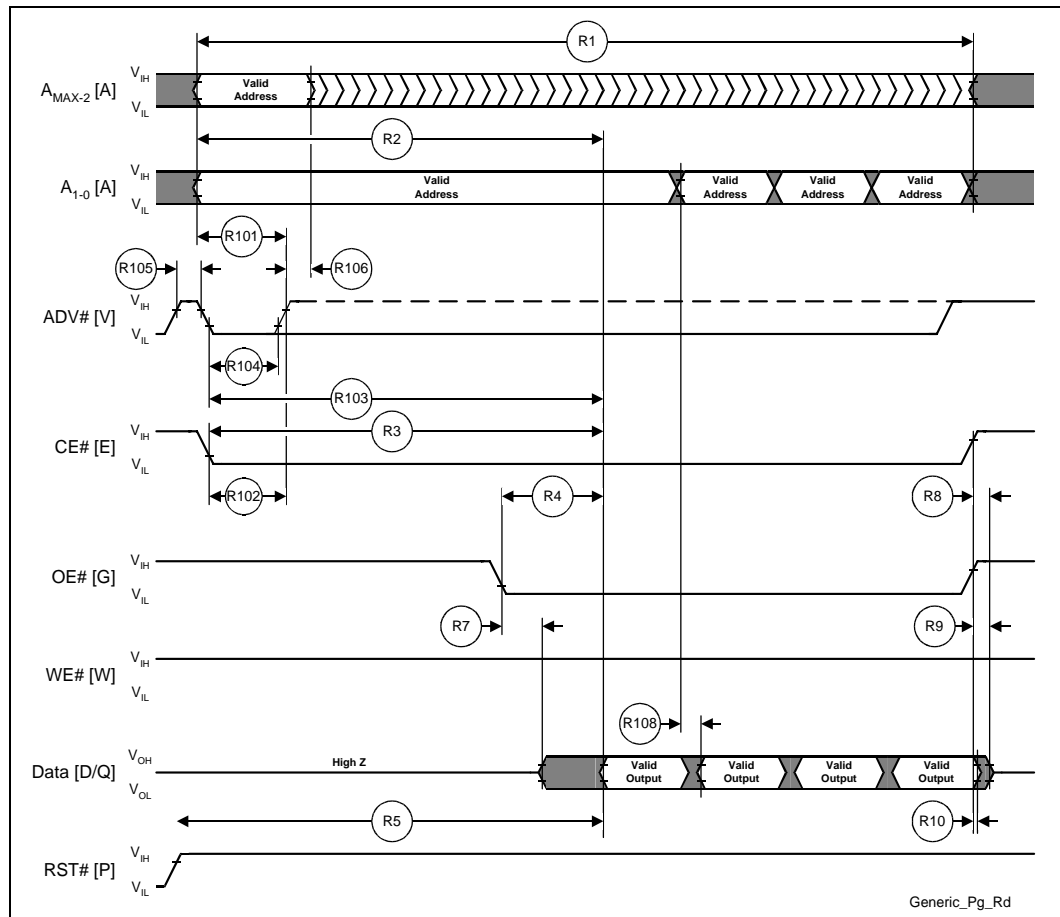 R1
V_IH
A_MAX-2 [A]
Valid
Address
V_IL
R2
V_IH
A_1-0 [A]
Valid
Address
Valid
Address
Valid
Address
Valid
Address
V_IL
R101
R105
R106
V_IH
ADV# [V]
V_IL
R104
R103
V_IH
R3
CE# [E]
V_IL
R102
R4
R8
V_IH
OE# [G]
V_IL
R7
R9
V_IH
WE# [W]
V_IL
R108
V_OH
Data [D/Q]
High Z
Valid
Output
Valid
Output
Valid
Output
Valid
Output
V_OL
R5
R10
V_IH
RST# [P]
V_IL
Generic_Pg_Rd